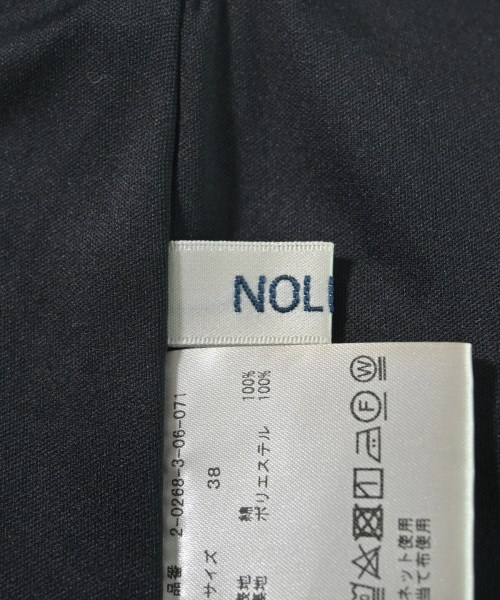 NOLL
品番 2-0268-3-06-071
サイズ 38
表地 綿 100%
裏地 ポリエステル 100%
W
F
ネット使用
当て布使用